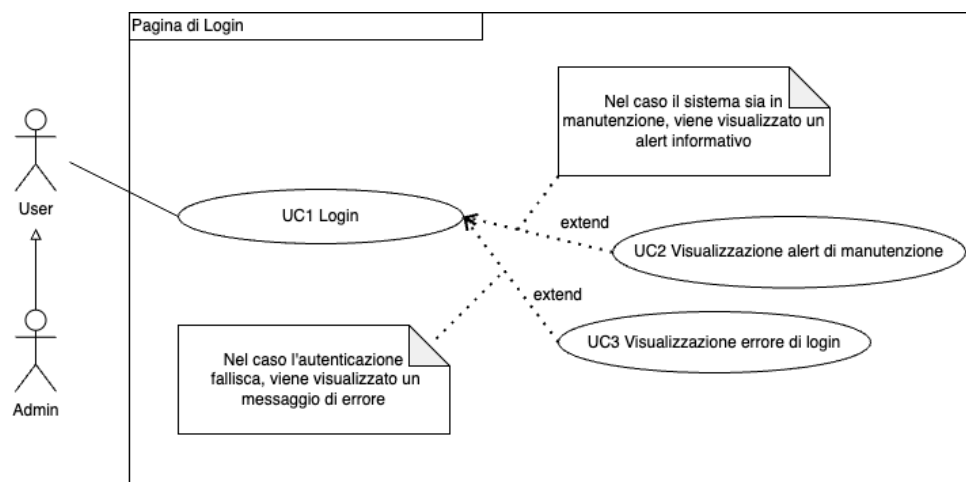 Pagina di Login
Nel caso il sistema sia in
manutenzione, viene visualizzato un
alert informativo
User
UC1 Login
extend
UC2 Visualizzazione alert di manutenzione
extend
UC3 Visualizzazione errore di login
Nel caso l'autenticazione
fallisca, viene visualizzato un
messaggio di errore
Admin